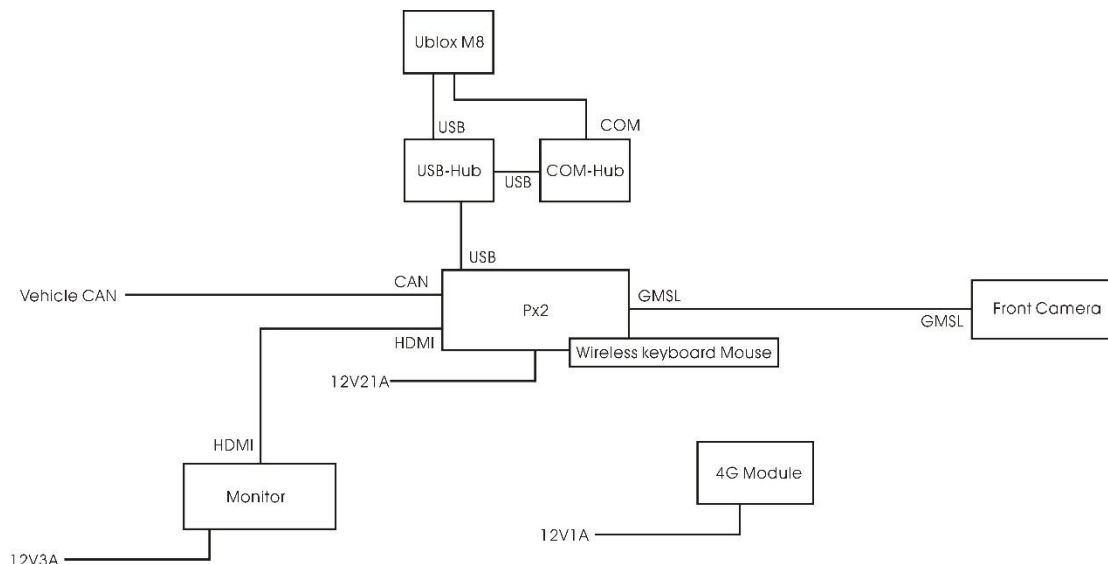 Ublox M8
USB
COM
USB-Hub
USB
COM-Hub
USB
Vehicle CAN
CAN
HDMI
Px2
GMSL
GMSL
Front Camera
Wireless keyboard Mouse
12V21A
HDMI
Monitor
12V3A
4G Module
12V1A